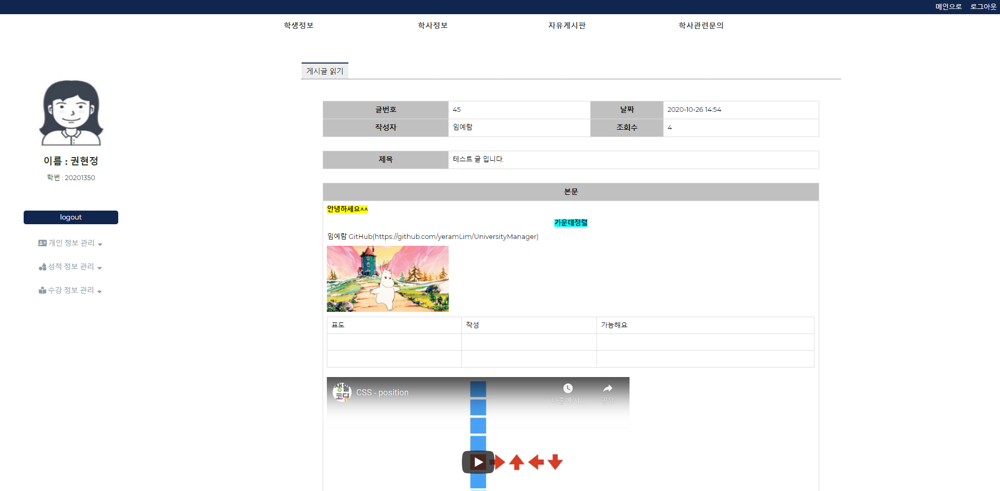 메인으로 로그아웃
학생정보 학사정보 자유게시판 학사관련문의
게시글 읽기
이름 : 권현정
학번 : 20201350
logout
개인 정보 관리
성적 정보 관리
수강 정보 관리
글번호 45 날짜 2020-10-26 14:54
작성자 임예람 조회수 4
제목 테스트 글 입니다.
본문
안녕하세요^^
가운데정렬
임예람 GitHub(https://github.com/yeramLim/UniversityManager)
표도 작성 가능해요
생활
코딩
CSS - position
나중에 시... 공유